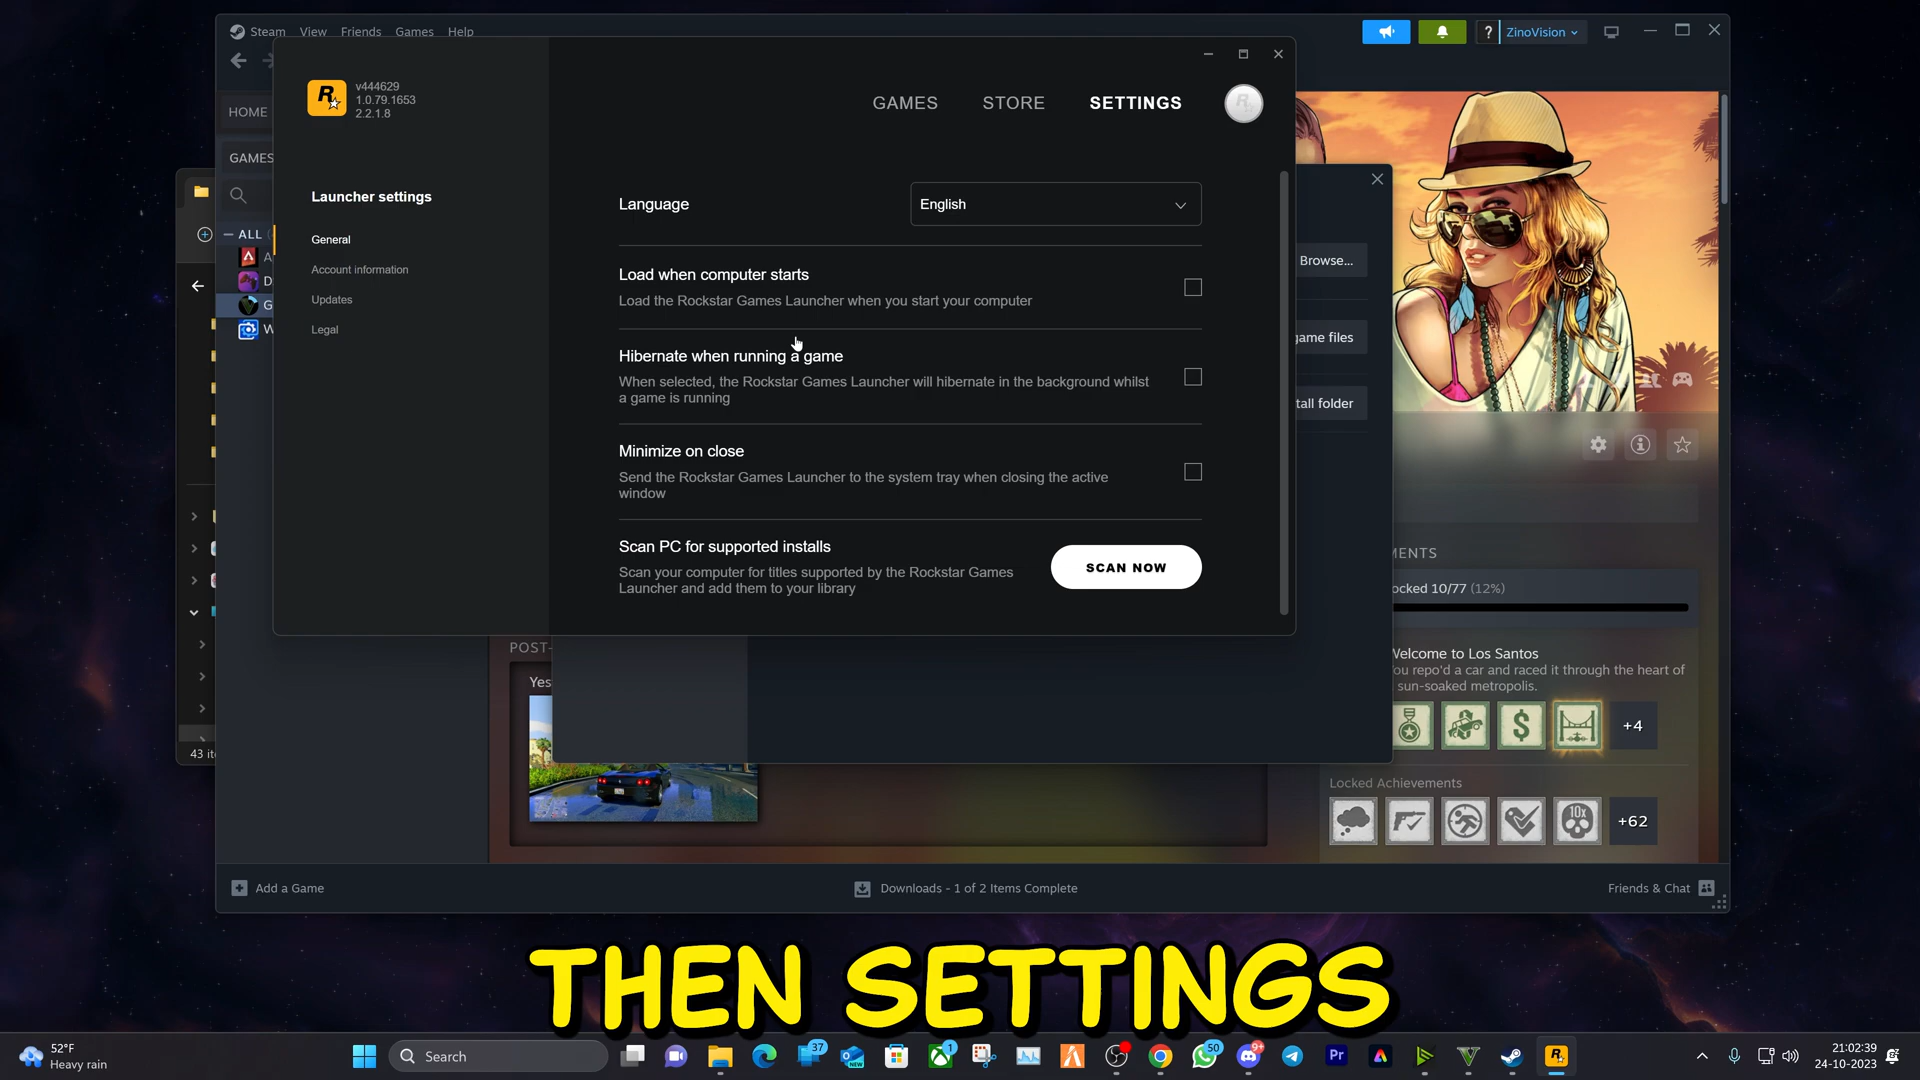 Steam View Friends Games Help
? ZinoVision
v444629
1.0.79.1653
2.2.1.8
GAMES STORE SETTINGS
HOME
GAMES
ALL
Launcher settings
General
Account information
Updates
Legal
Language
English
Load when computer starts
Load the Rockstar Games Launcher when you start your computer
Hibernate when running a game
When selected, the Rockstar Games Launcher will hibernate in the background whilst
a game is running
Minimize on close
Send the Rockstar Games Launcher to the system tray when closing the active
window
Scan PC for supported installs
Scan your computer for titles supported by the Rockstar Games
Launcher and add them to your library
SCAN NOW
Browse...
game files
tall folder
MENTS
ocked 10/77 (12%)
Welcome to Los Santos
ou repo'd a car and raced it through the heart of
sun-soaked metropolis.
+4
Locked Achievements
10x
+62
POST-
Yes
43 it
Add a Game
Downloads - 1 of 2 Items Complete
Friends & Chat
THEN SETTINGS
52°F
Heavy rain
Search
37
NEW
1
50
9+
Pr
21:02:39
24-10-2023